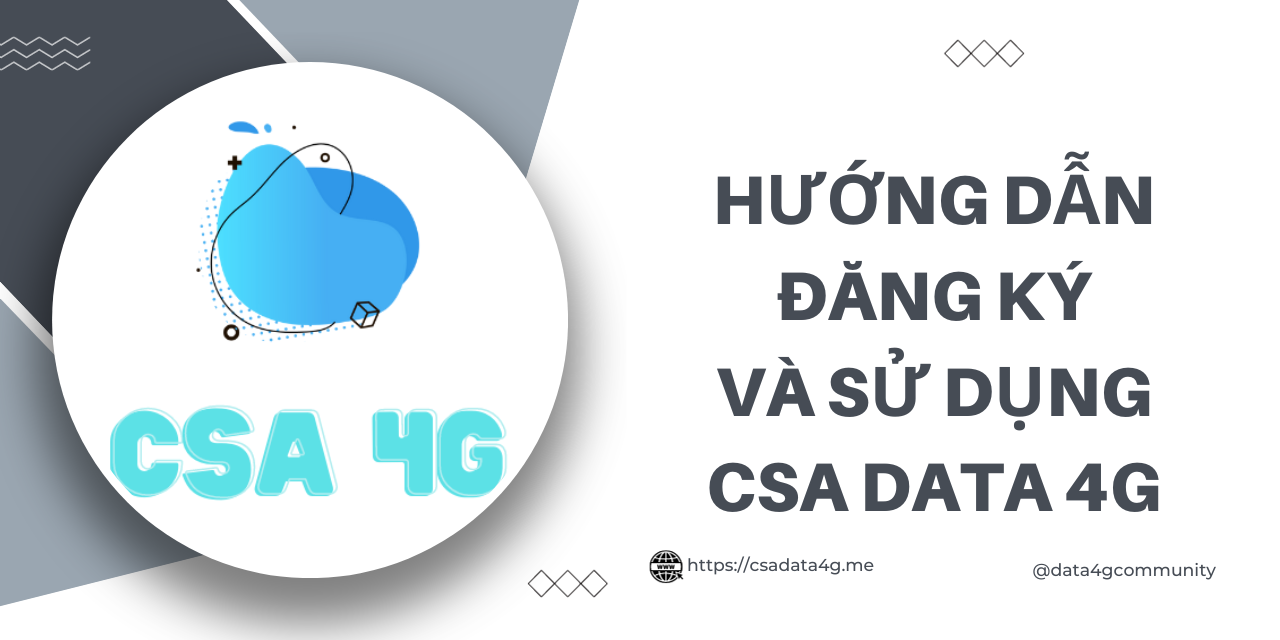 CSA 4G
HƯỚNG DẪN
ĐĂNG KÝ
VÀ SỬ DỤNG
CSA DATA 4G
WWW
https://csadata4g.me
@data4gcommunity